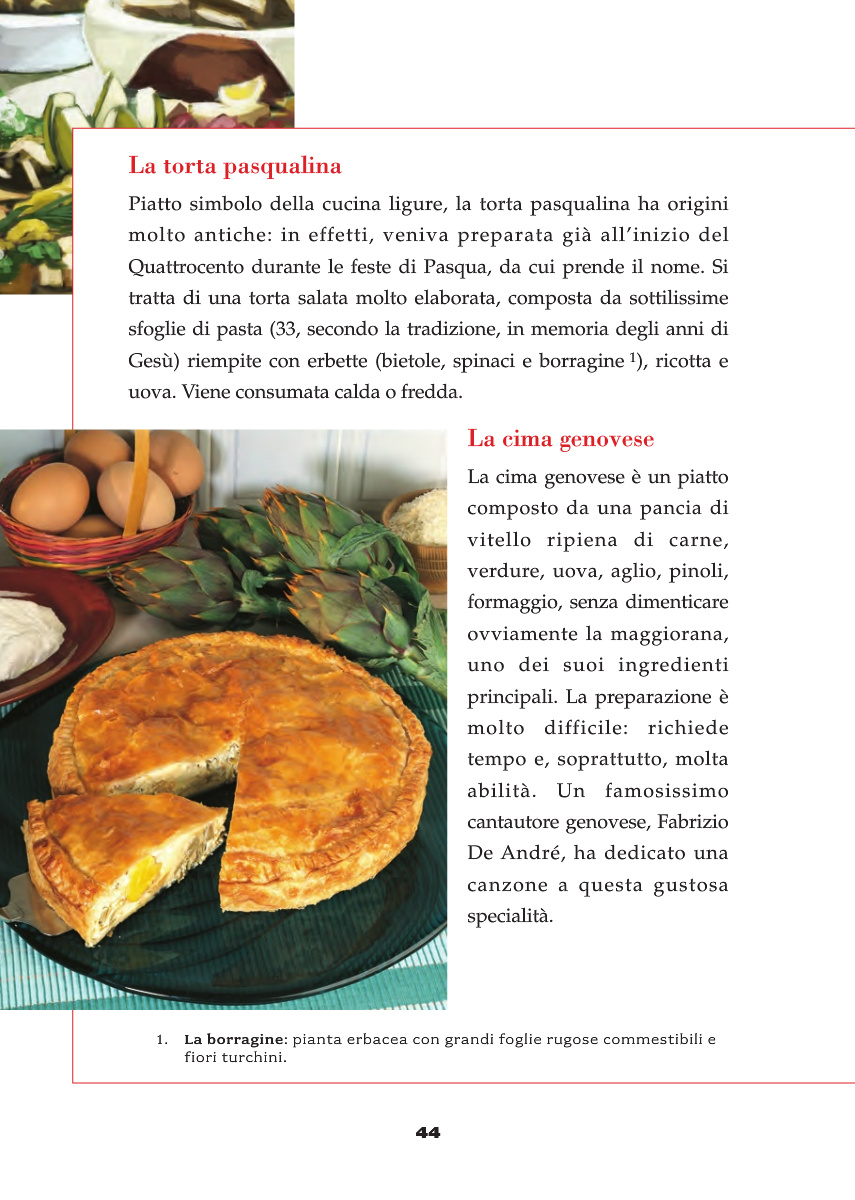 La torta pasqualina
Piatto simbolo della cucina ligure, la torta pasqualina ha origini
molto antiche: in effetti, veniva preparata già all’inizio del
Quattrocento durante le feste di Pasqua, da cui prende il nome. Si
tratta di una torta salata molto elaborata, composta da sottilissime
sfoglie di pasta (33, secondo la tradizione, in memoria degli anni di
Gesù) riempite con erbette (bietole, spinaci e borragine ¹), ricotta e
uova. Viene consumata calda o fredda.
La cima genovese
La cima genovese è un piatto
composto da una pancia di
vitello ripiena di carne,
verdure, uova, aglio, pinoli,
formaggio, senza dimenticare
ovviamente la maggiorana,
uno dei suoi ingredienti
principali. La preparazione è
molto difficile: richiede
tempo e, soprattutto, molta
abilità. Un famosissimo
cantautore genovese, Fabrizio
De André, ha dedicato una
canzone a questa gustosa
specialità.
1. La borragine: pianta erbacea con grandi foglie rugose commestibili e
fiori turchini.
44